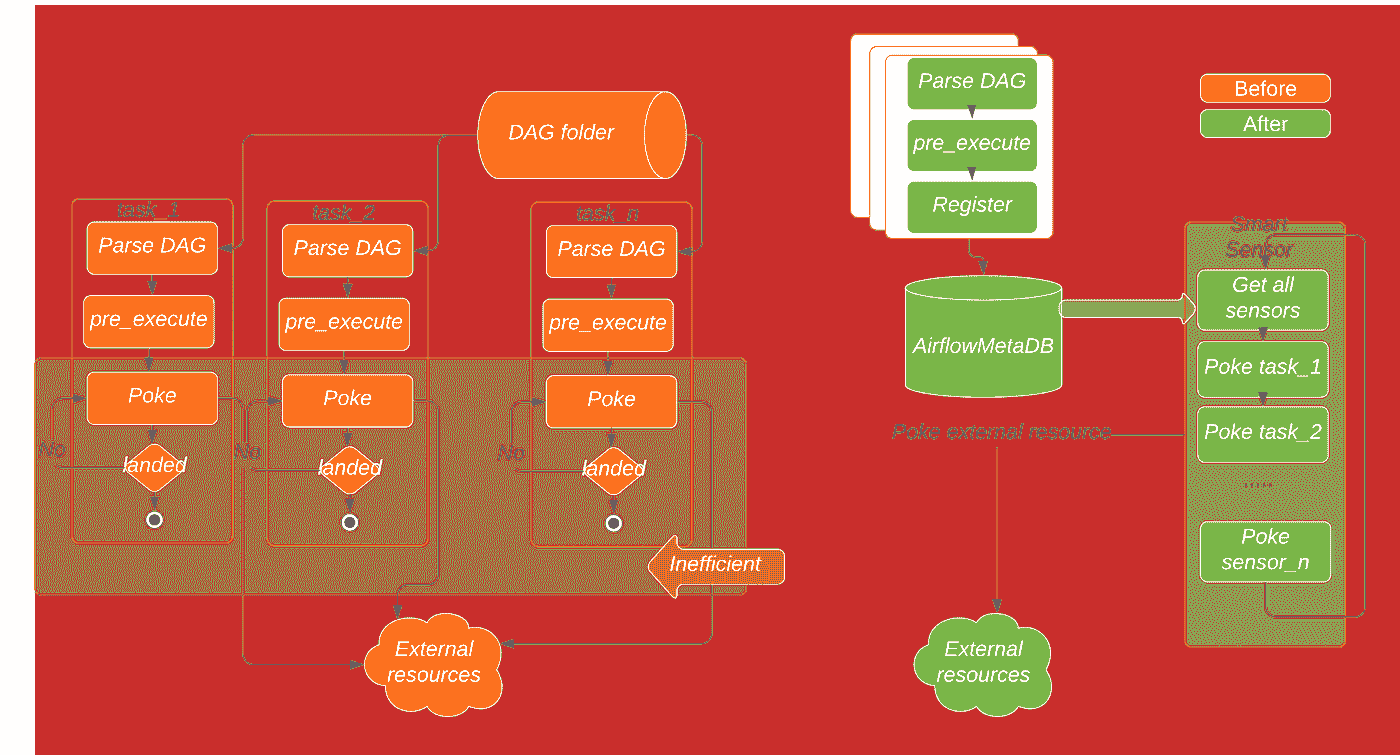 DAG folder
task_1
Parse DAG
pre_execute
Poke
No
landed
task_2
Parse DAG
pre_execute
Poke
No
landed
task_n
Parse DAG
pre_execute
Poke
No
landed
Inefficient
External
resources
Parse DAG
pre_execute
Register
AirflowMetaDB
Poke external resource
External
resources
Before
After
Smart
Sensor
Get all
sensors
Poke task_1
Poke task_2
.....
Poke
sensor_n